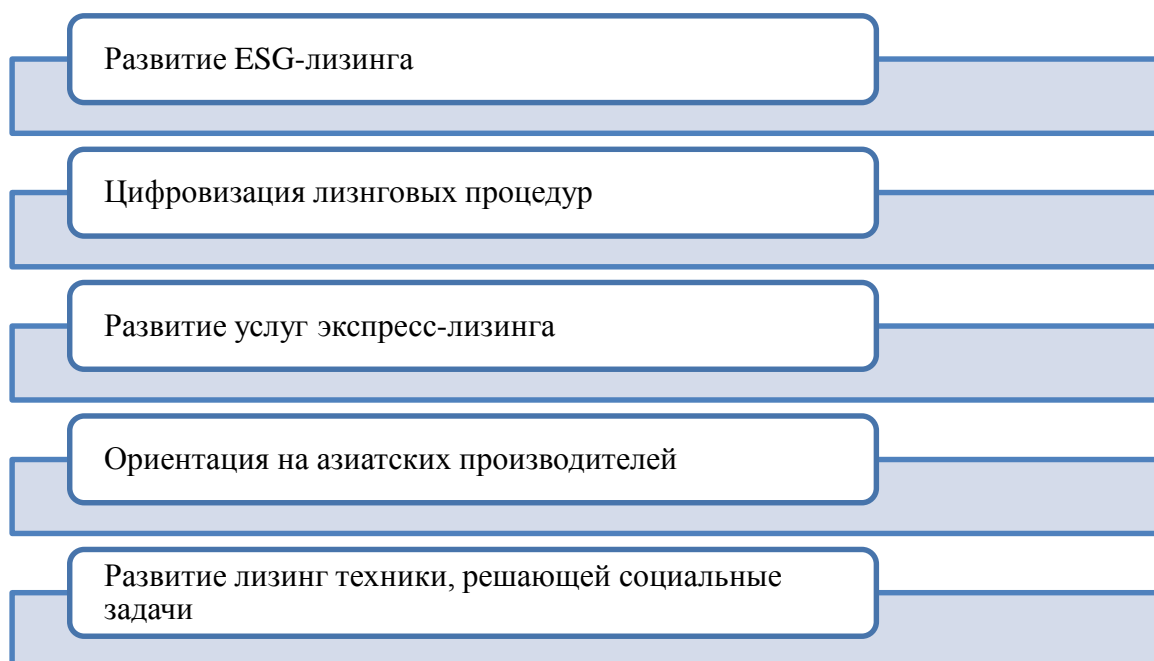 Развитие ESG-лизинга
Цифровизация лизнговых процедур
Развитие услуг экспресс-лизинга
Ориентация на азиатских производителей
Развитие лизинг техники, решающей социальные
задачи